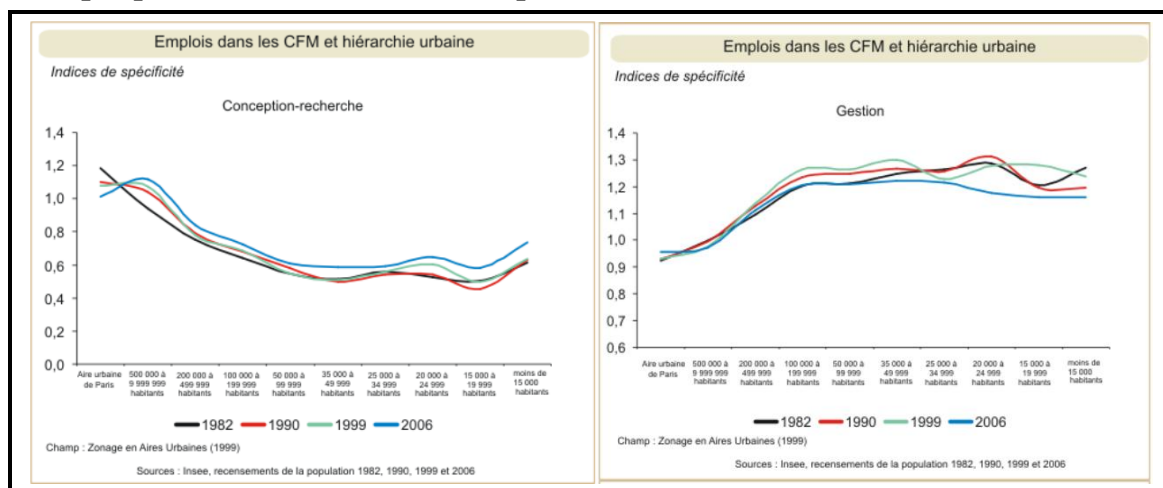 Emplois dans les CFM et hiérarchie urbaine
Indices de spécificité
Conception-recherche
1,4
1,2
1,0
0,8
0,6
0,4
0,2
0,0
Aire urbaine
de Paris
500 000 à
9 999 999
habitants
200 000 à
499 999
habitants
100 000 à
199 999
habitants
50 000 à
99 999
habitants
35 000 à
49 999
habitants
25 000 à
34 999
habitants
20 000 à
24 999
habitants
15 000 à
19 999
habitants
moins de
15 000
habitants
1982 1990 1999 2006
Champ : Zonage en Aires Urbaines (1999)
Sources : Insee, recensements de la population 1982, 1990, 1999 et 2006
Emplois dans les CFM et hiérarchie urbaine
Indices de spécificité
Gestion
1,4
1,3
1,2
1,1
1,0
0,9
0,8
0,7
0,6
Aire urbaine
de Paris
500 000 à
9 999 999
habitants
200 000 à
499 999
habitants
100 000 à
199 999
habitants
50 000 à
99 999
habitants
35 000 à
49 999
habitants
25 000 à
34 999
habitants
20 000 à
24 999
habitants
15 000 à
19 999
habitants
moins de
15 000
habitants
1982 1990 1999 2006
Champ : Zonage en Aires Urbaines (1999)
Sources : Insee, recensements de la population 1982, 1990, 1999 et 2006